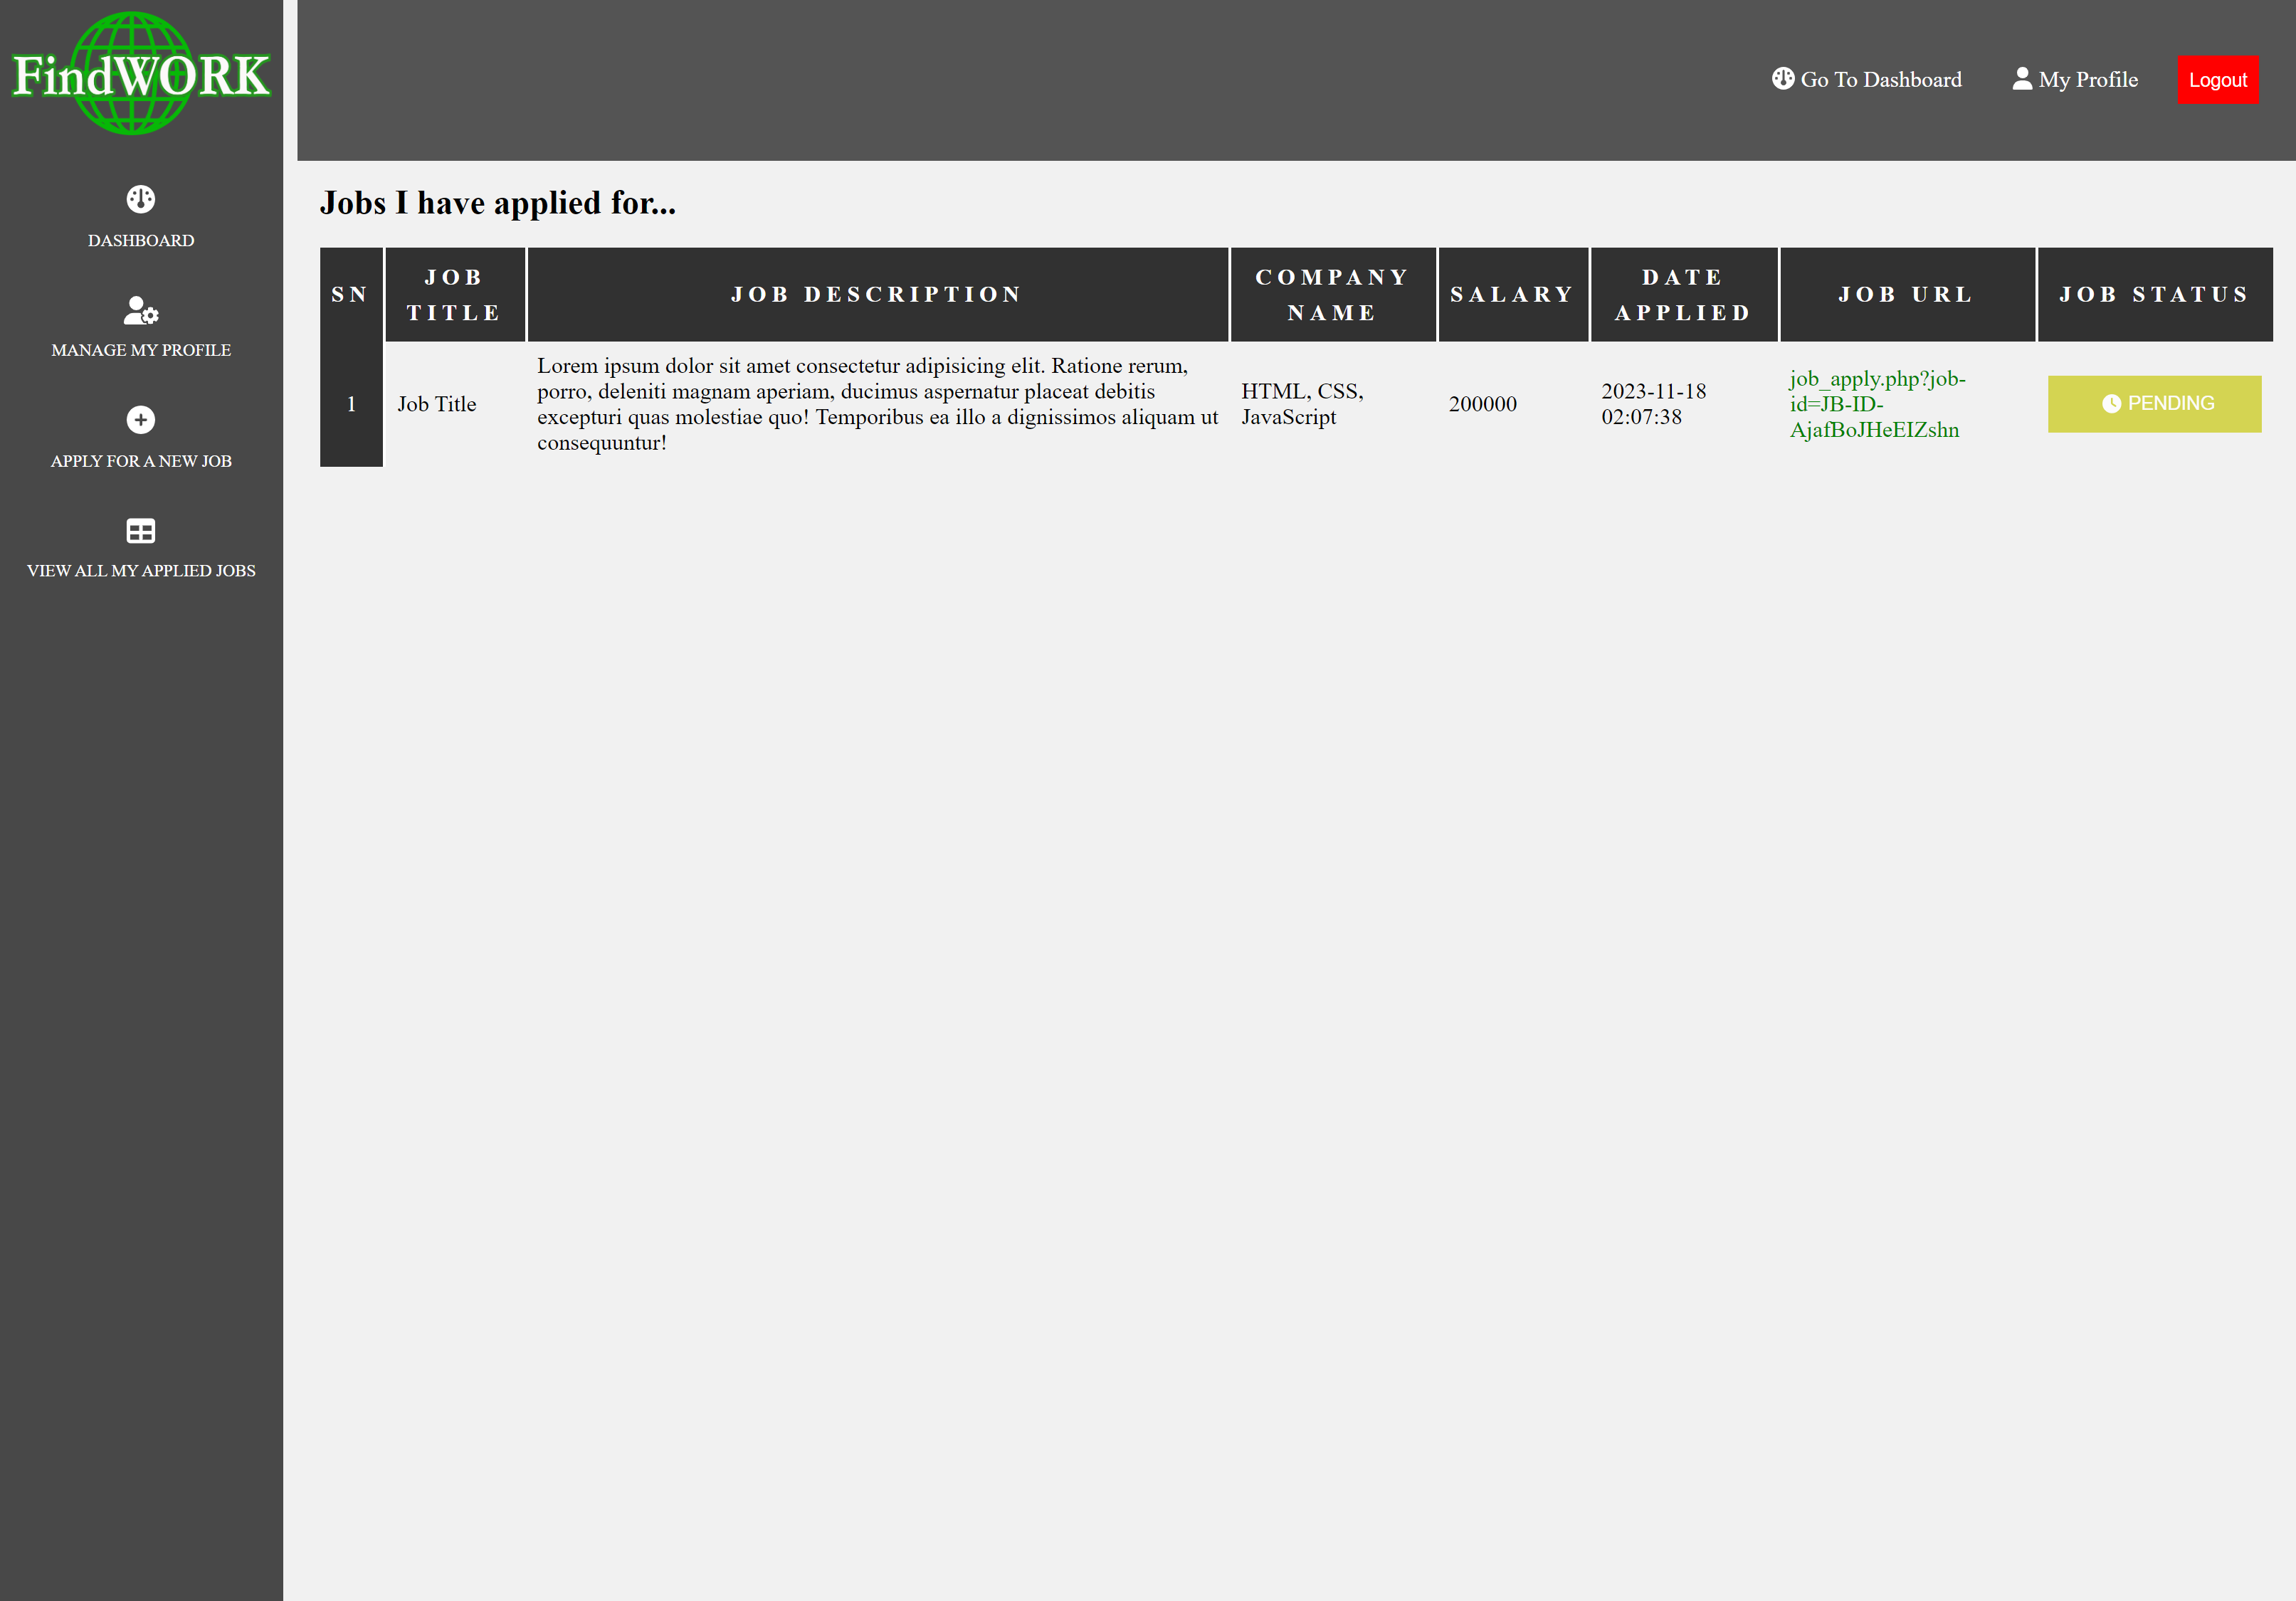 FindWORK
DASHBOARD
MANAGE MY PROFILE
APPLY FOR A NEW JOB
VIEW ALL MY APPLIED JOBS
Go To Dashboard
My Profile
Logout
Jobs I have applied for...
SN
JOB
TITLE
JOB DESCRIPTION
COMPANY
NAME
SALARY
DATE
APPLIED
JOB URL
JOB STATUS
1
Job Title
Lorem ipsum dolor sit amet consectetur adipisicing elit. Ratione rerum,
porro, deleniti magnam aperiam, ducimus aspernatur placeat debitis
excepturi quas molestiae quo! Temporibus ea illo a dignissimos aliquam ut
consequuntur!
HTML, CSS,
JavaScript
200000
2023-11-18
02:07:38
job_apply.php?job-
id=JB-ID-
AjafBoJHeEIZshn
PENDING